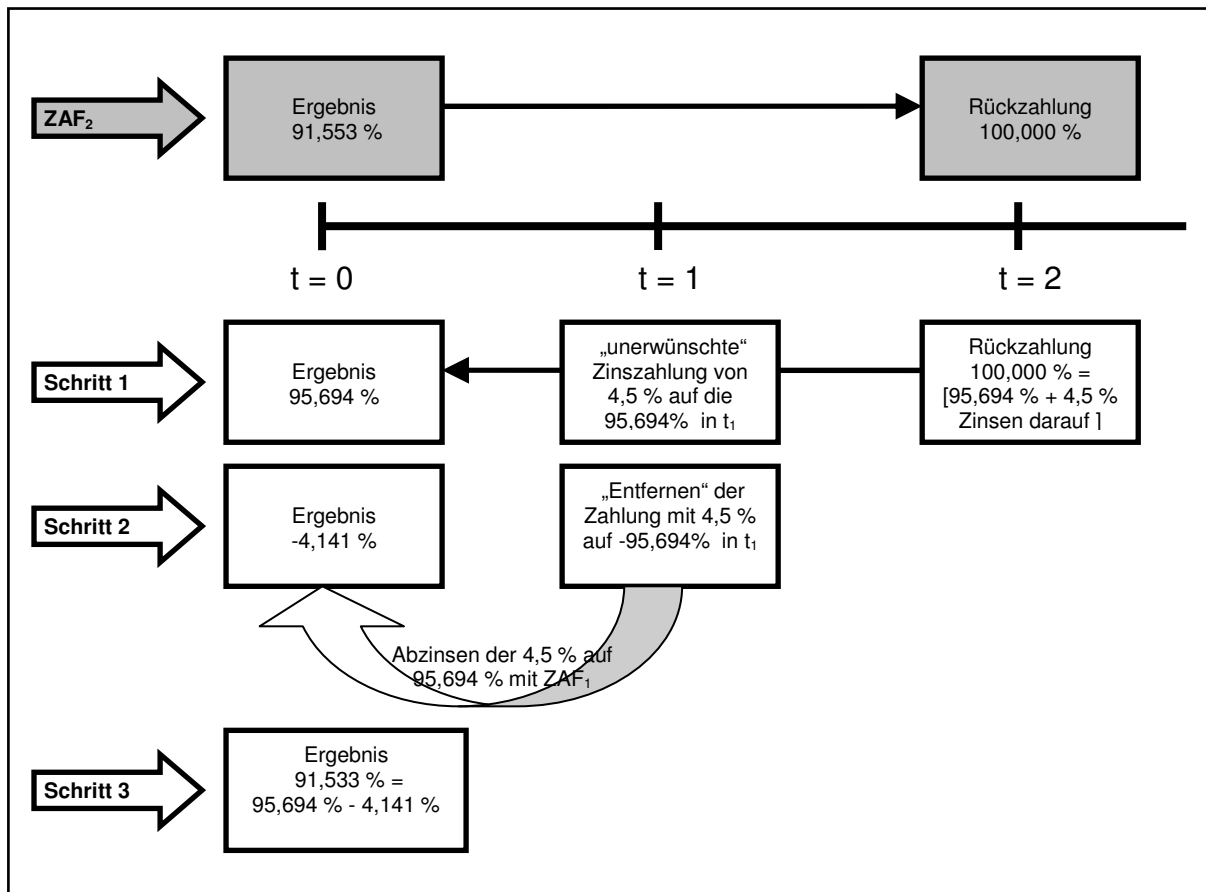 ZAF₂
Ergebnis
91,553 %
Rückzahlung
100,000 %
t = 0
t = 1
t = 2
Schritt 1
Ergebnis
95,694 %
„unerwünschte“
Zinszahlung von
4,5 % auf die
95,694% in t₁
Rückzahlung
100,000 % =
[95,694 % + 4,5 %
Zinsen darauf ]
Schritt 2
Ergebnis
-4,141 %
„Entfernen“ der
Zahlung mit 4,5 %
auf -95,694% in t₁
Abzinsen der 4,5 % auf
95,694 % mit ZAF₁
Schritt 3
Ergebnis
91,533 % =
95,694 % - 4,141 %